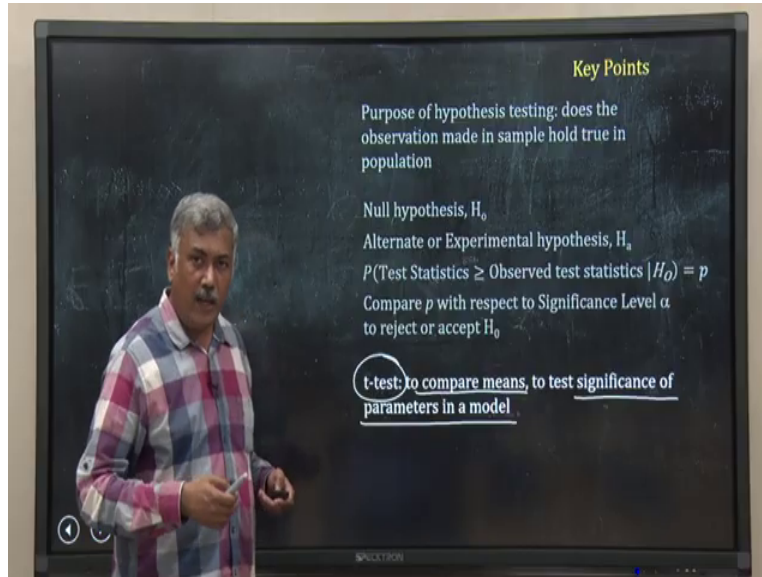 Key Points
Purpose of hypothesis testing: does the
observation made in sample hold true in
population
Null hypothesis, H₀
Alternate or Experimental hypothesis, Hₐ
P(Test Statistics ≥ Observed test statistics |H_O) = p
Compare p with respect to Significance Level α
to reject or accept H₀
t-test: to compare means, to test significance of
parameters in a model
SPECKTRON